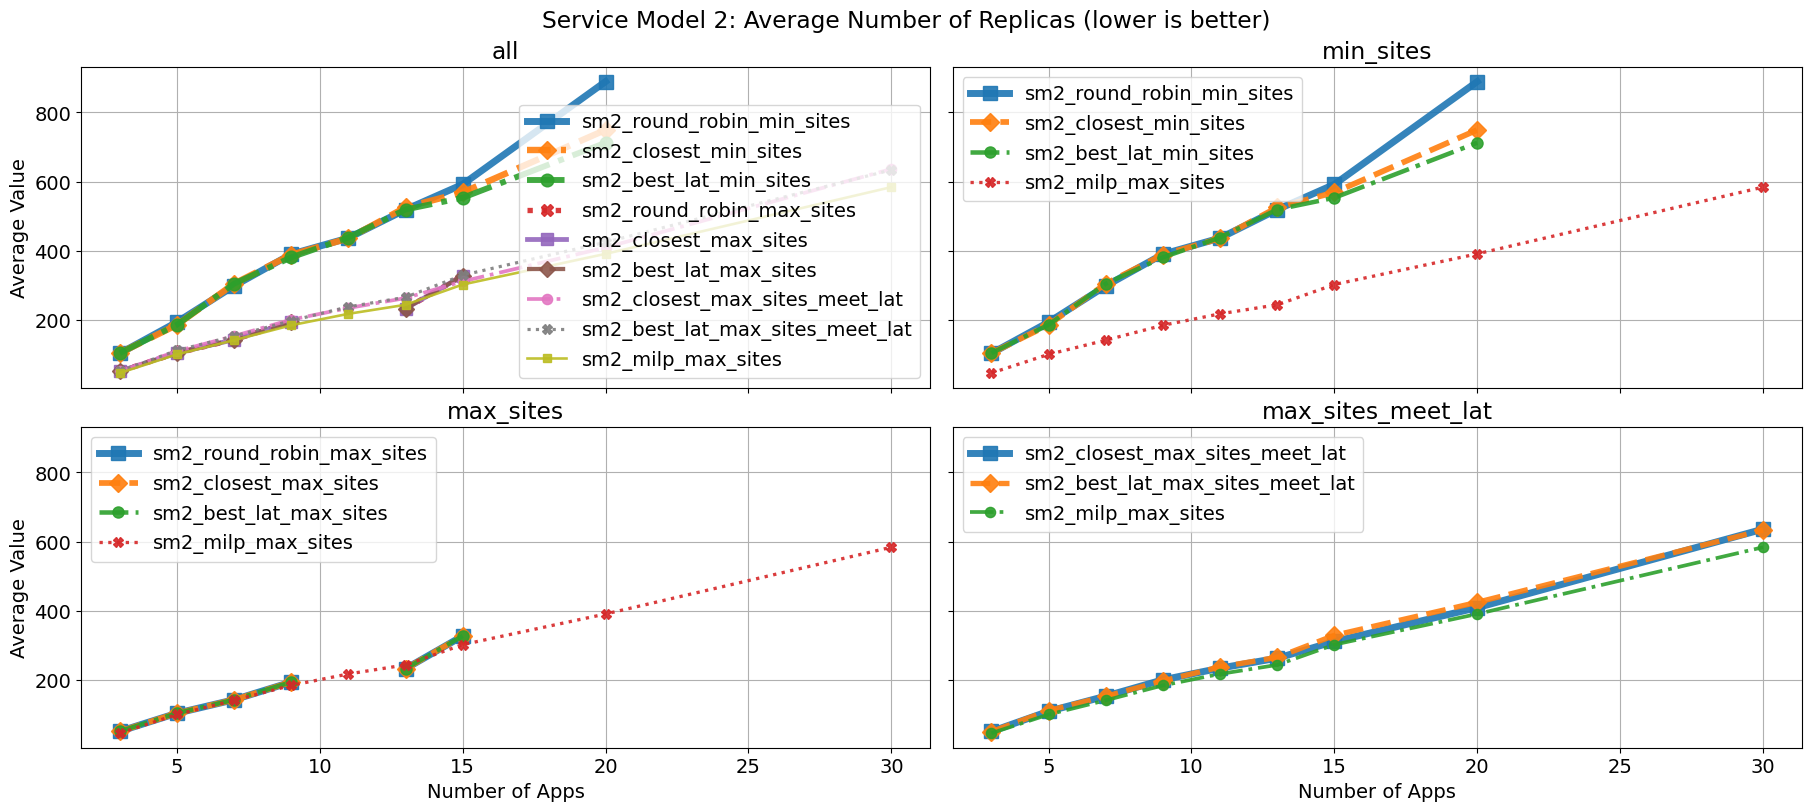 Service Model 2: Average Number of Replicas (lower is better)
all
Average Value
800
600
400
200
sm2_round_robin_min_sites
sm2_closest_min_sites
sm2_best_lat_min_sites
sm2_round_robin_max_sites
sm2_closest_max_sites
sm2_best_lat_max_sites
sm2_closest_max_sites_meet_lat
sm2_best_lat_max_sites_meet_lat
sm2_milp_max_sites
min_sites
sm2_round_robin_min_sites
sm2_closest_min_sites
sm2_best_lat_min_sites
sm2_milp_max_sites
max_sites
Average Value
800
600
400
200
sm2_round_robin_max_sites
sm2_closest_max_sites
sm2_best_lat_max_sites
sm2_milp_max_sites
5 10 15 20 25 30
Number of Apps
max_sites_meet_lat
sm2_closest_max_sites_meet_lat
sm2_best_lat_max_sites_meet_lat
sm2_milp_max_sites
5 10 15 20 25 30
Number of Apps